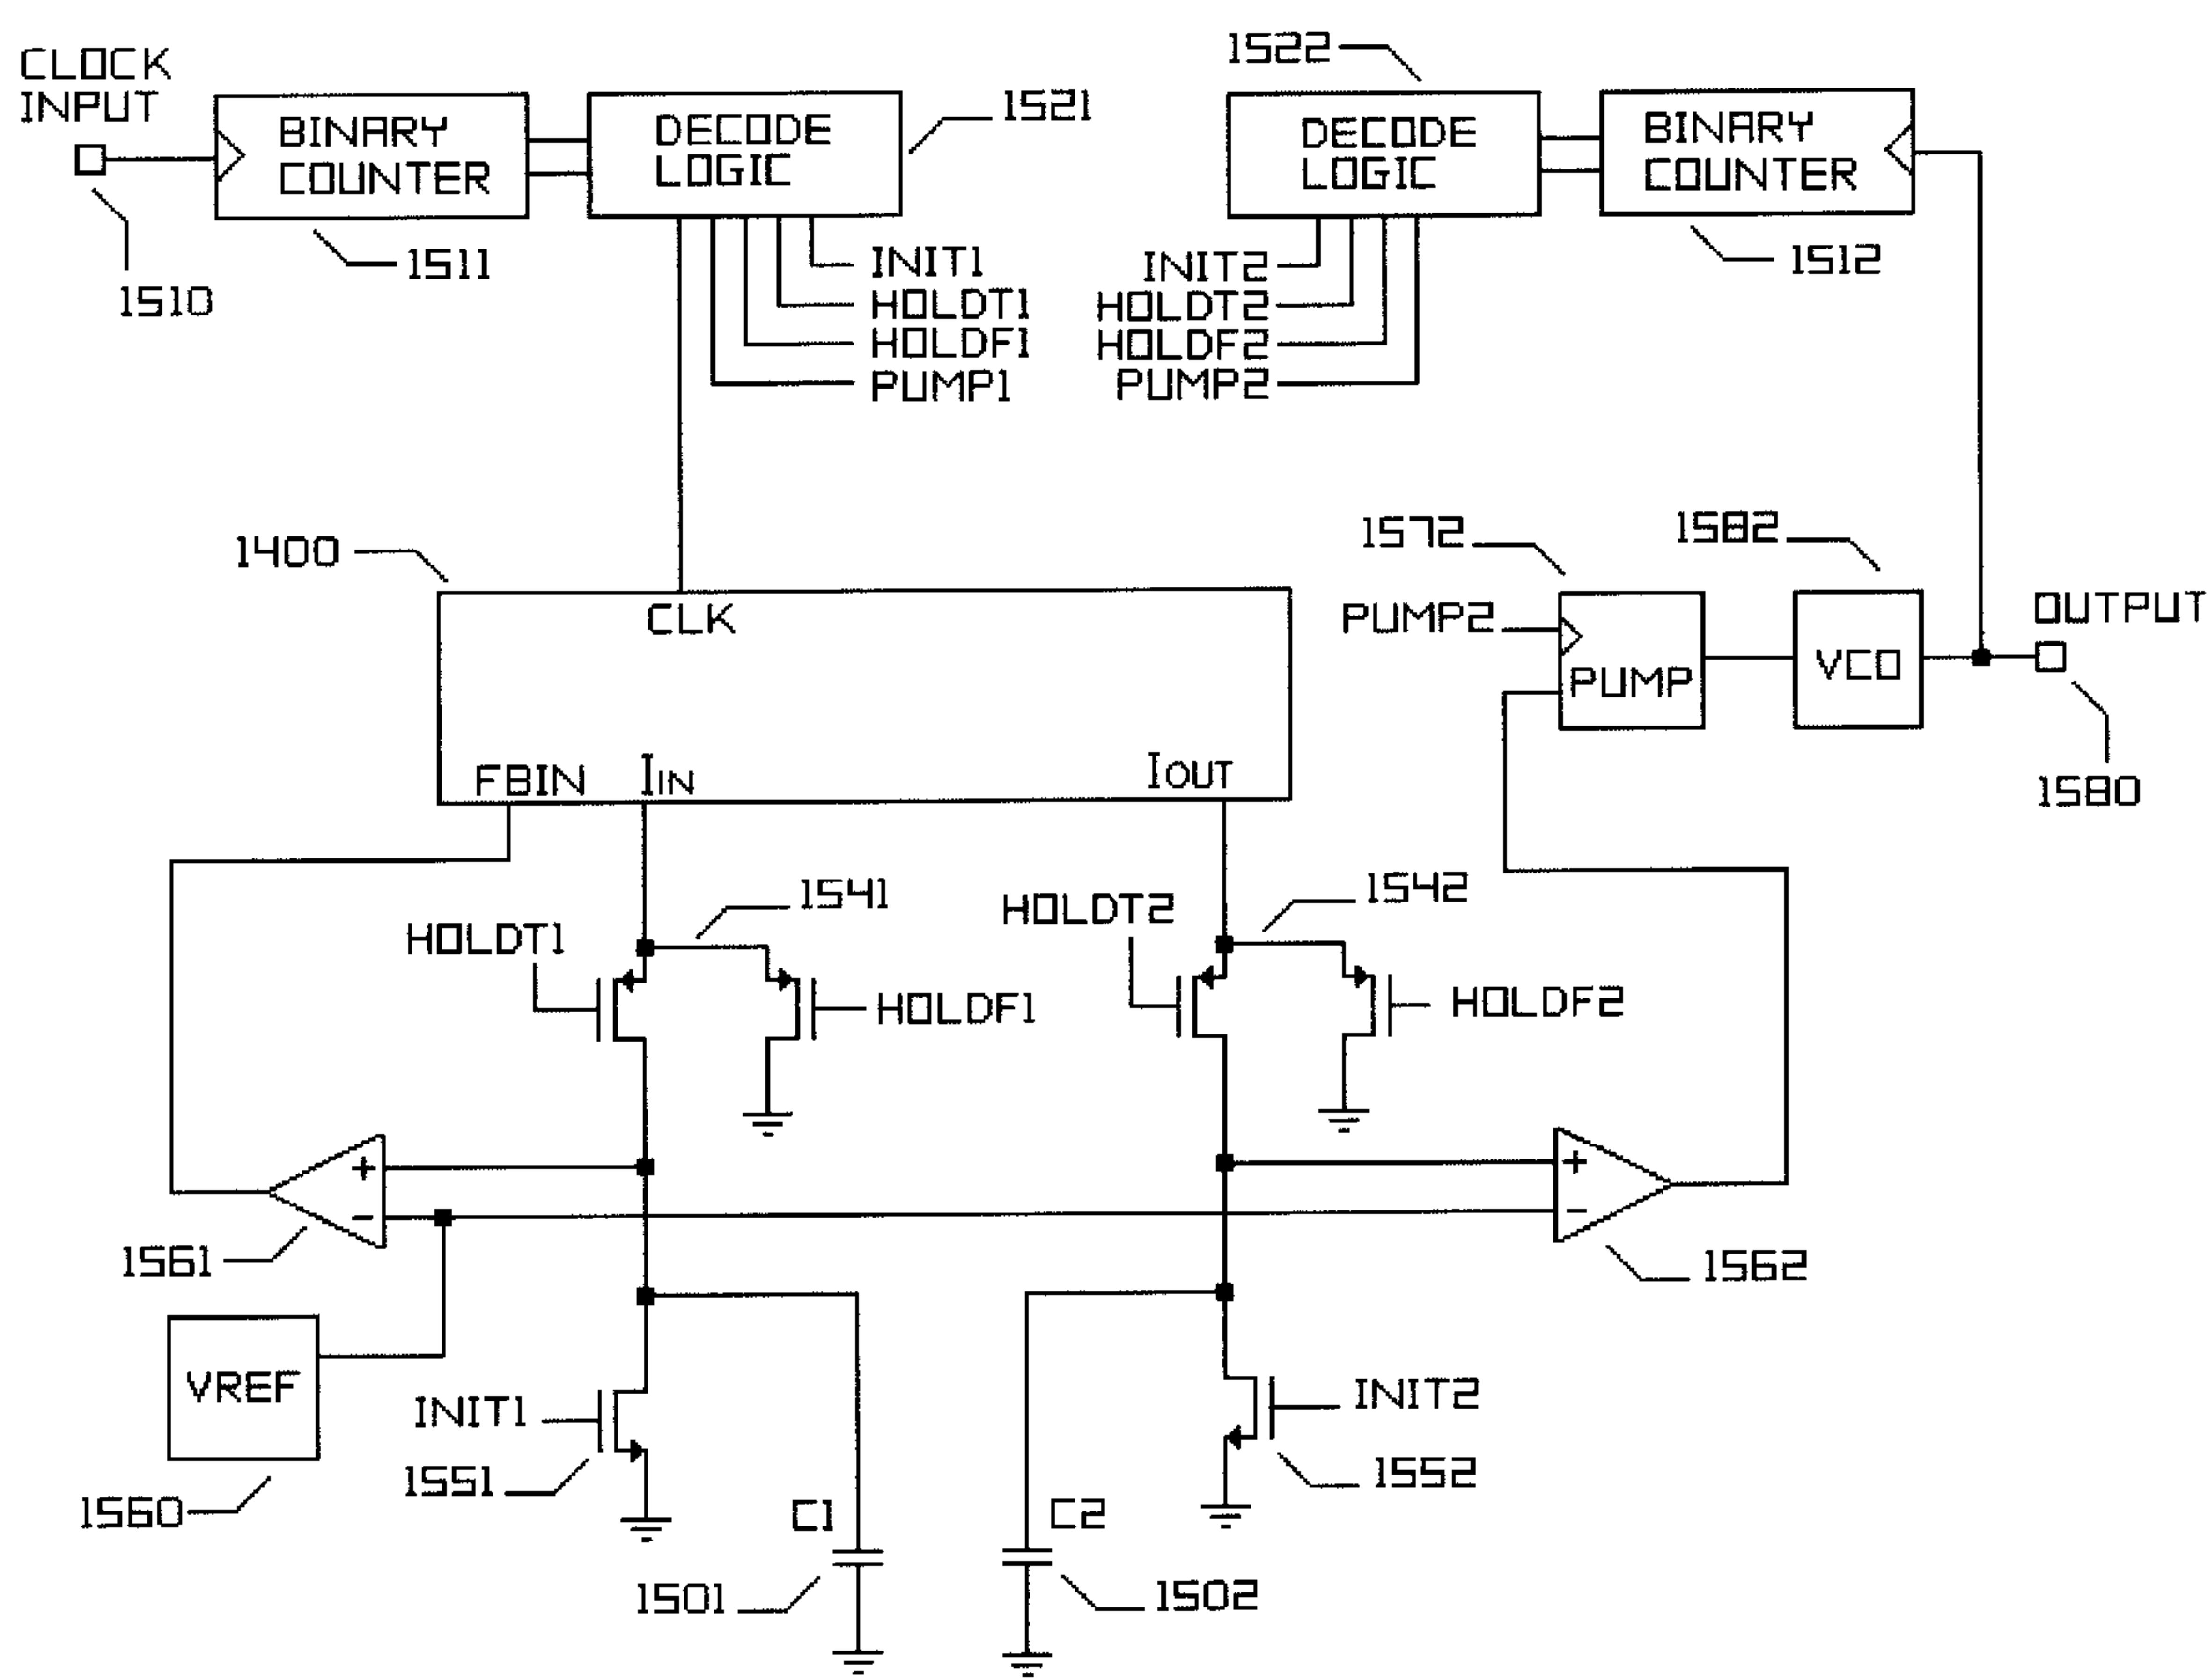 CLOCK
INPUT
1510
BINARY
COUNTER
1511
DECODE
LOGIC
1521
INIT1
HOLDT1
HOLDF1
PUMP1
1522
DECODE
LOGIC
BINARY
COUNTER
1512
INIT2
HOLDT2
HOLDF2
PUMP2
1400
CLK
FBIN
IIN
IOUT
1572
PUMP2
PUMP
1582
VCO
OUTPUT
1580
HOLDT1
1541
HOLDF1
HOLDT2
1542
HOLDF2
+
-
1561
+
-
1562
VREF
1560
INIT1
1551
C1
1501
C2
1502
INIT2
1552